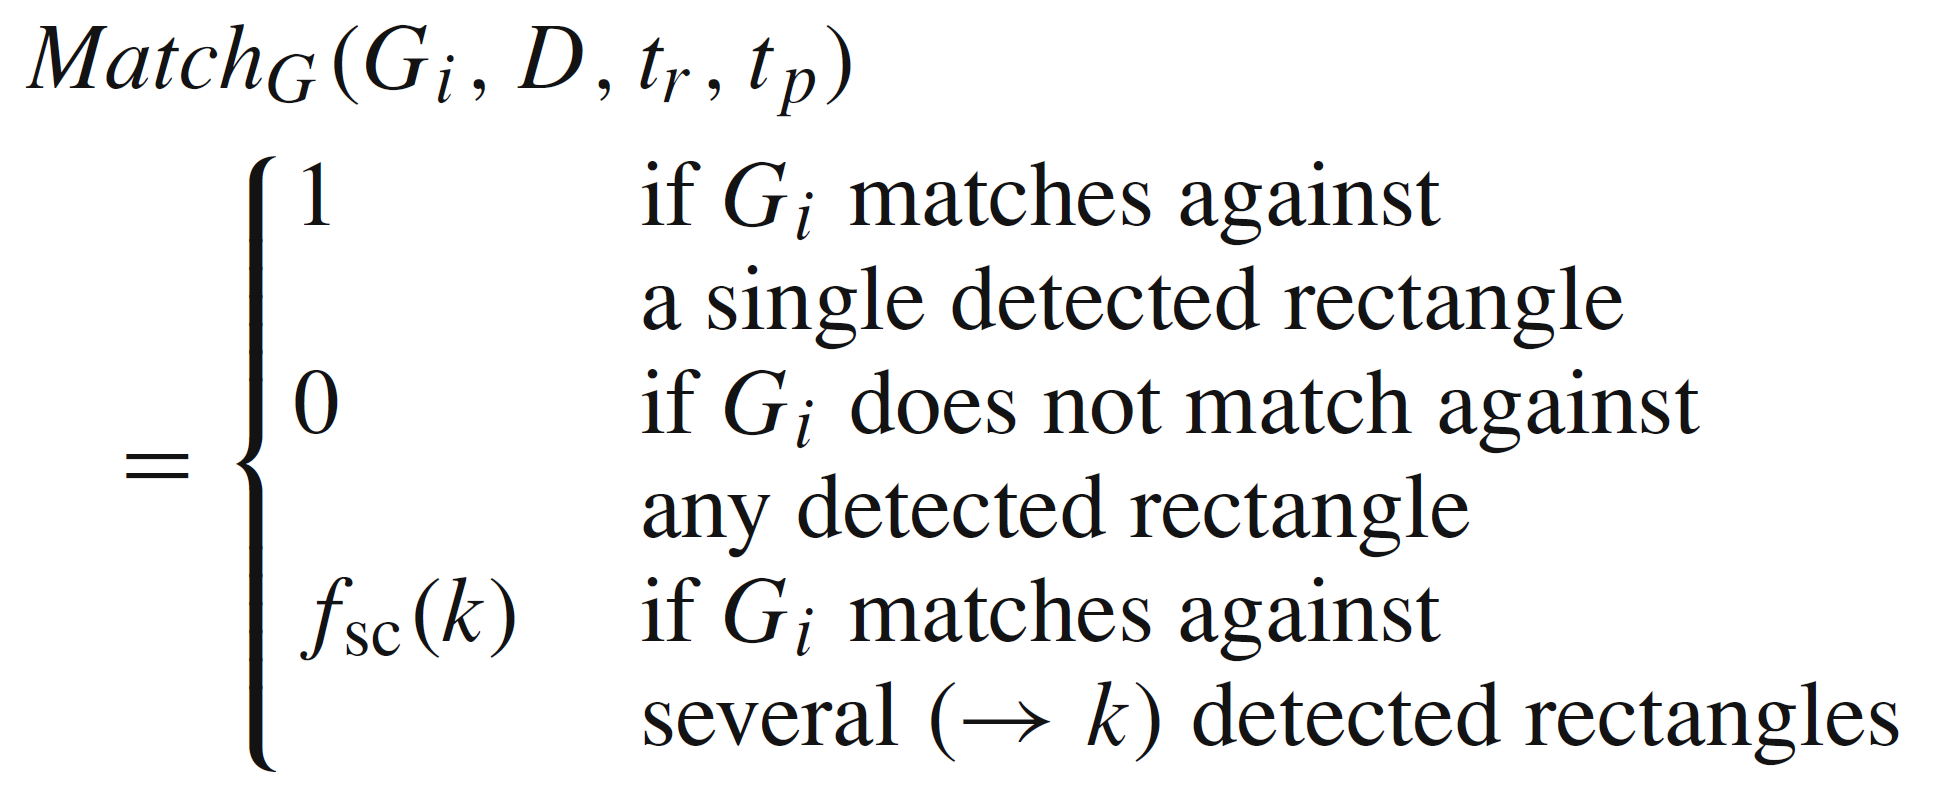 Match_G(G_i, D, t_r, t_p)
1 if G_i matches against
a single detected rectangle
0 if G_i does not match against
= any detected rectangle
f_sc(k) if G_i matches against
several (→ k) detected rectangles